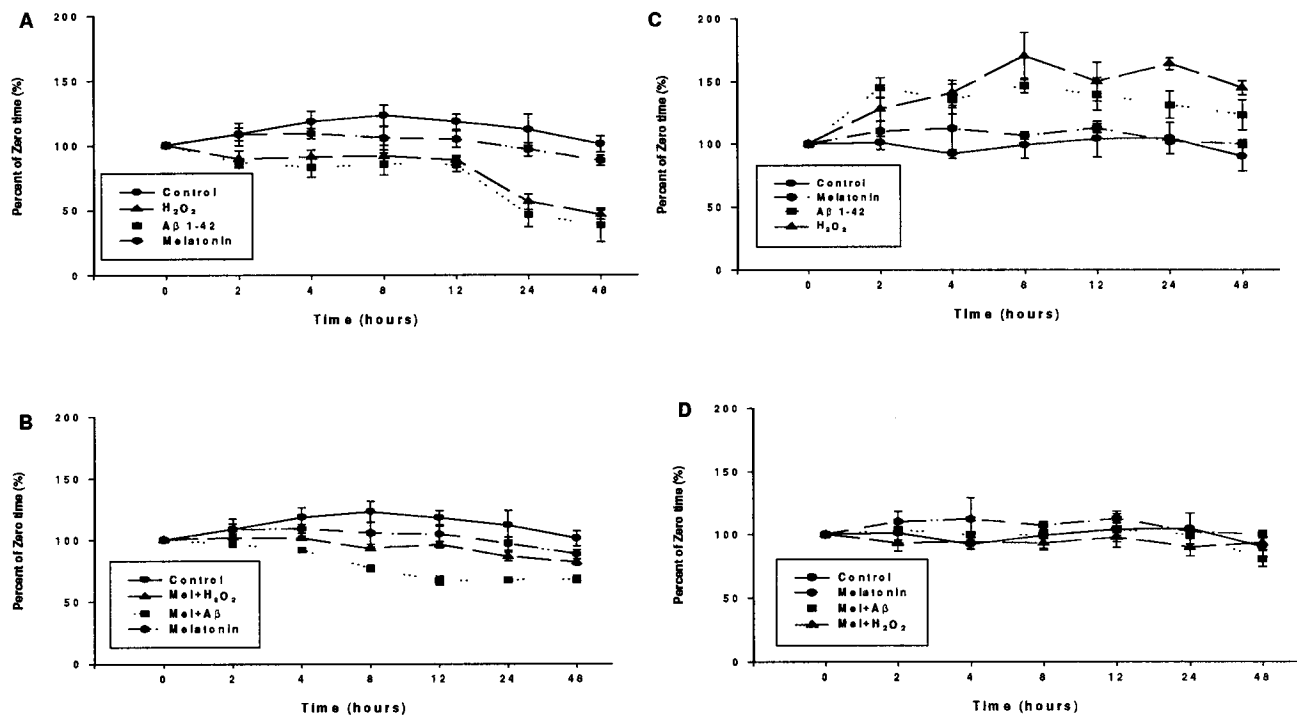 A
Percent of Zero time (%)
200
150
100
50
0
Control
H₂O₂
Aβ 1-42
Melatonin
0 2 4 8 12 24 48
Time (hours)
C
Percent of Zero time (%)
200
150
100
50
0
Control
Melatonin
Aβ 1-42
H₂O₂
0 2 4 8 12 24 48
Time (hours)
B
Percent of Zero time (%)
200
150
100
50
0
Control
Mel+H₂O₂
Mel+Aβ
Melatonin
0 2 4 8 12 24 48
Time (hours)
D
Percent of Zero time (%)
200
150
100
50
0
Control
Melatonin
Mel+Aβ
Mel+H₂O₂
0 2 4 8 12 24 48
Time (hours)